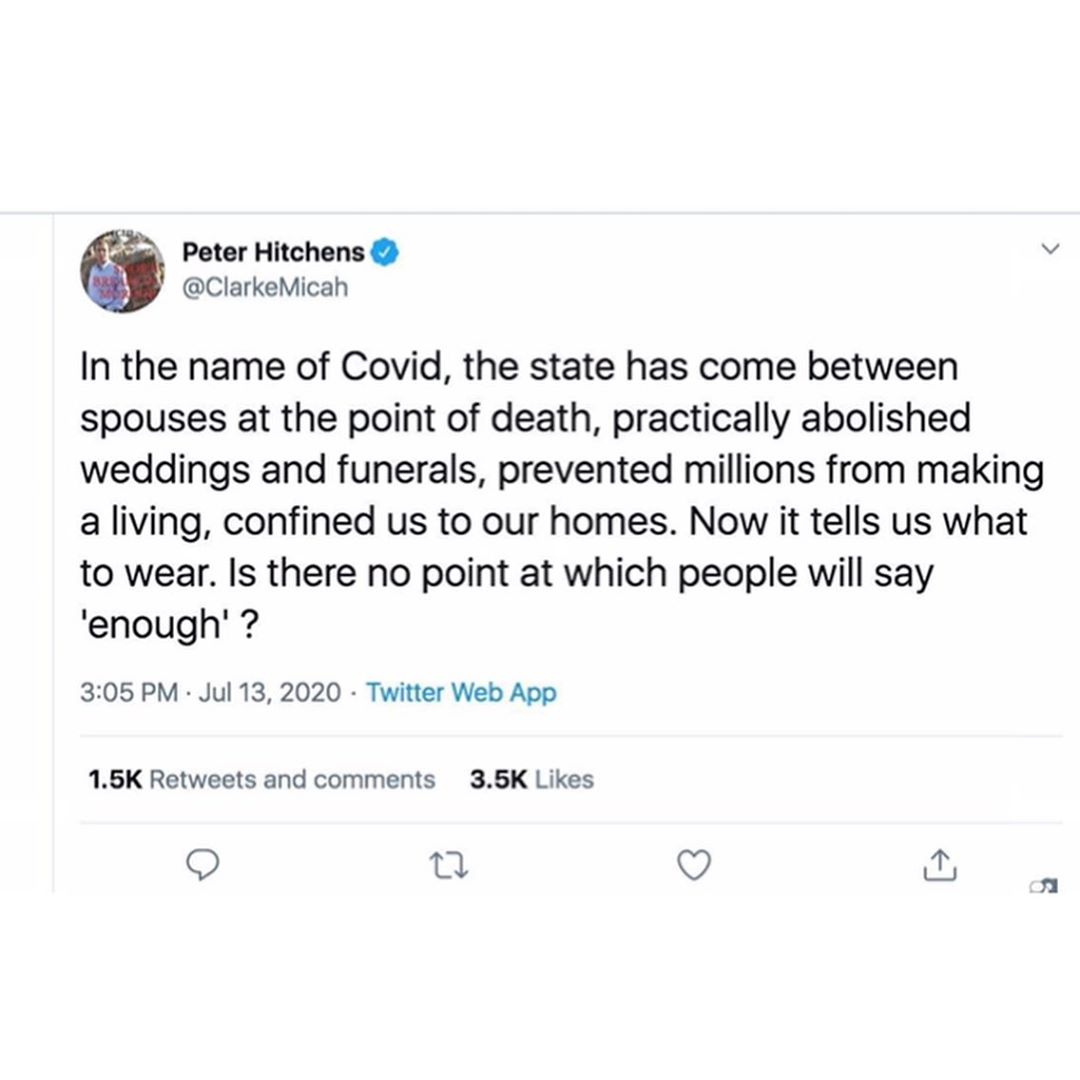 Peter Hitchens
@ClarkeMicah
In the name of Covid, the state has come between
spouses at the point of death, practically abolished
weddings and funerals, prevented millions from making
a living, confined us to our homes. Now it tells us what
to wear. Is there no point at which people will say
'enough' ?
3:05 PM · Jul 13, 2020 · Twitter Web App
1.5K Retweets and comments 3.5K Likes